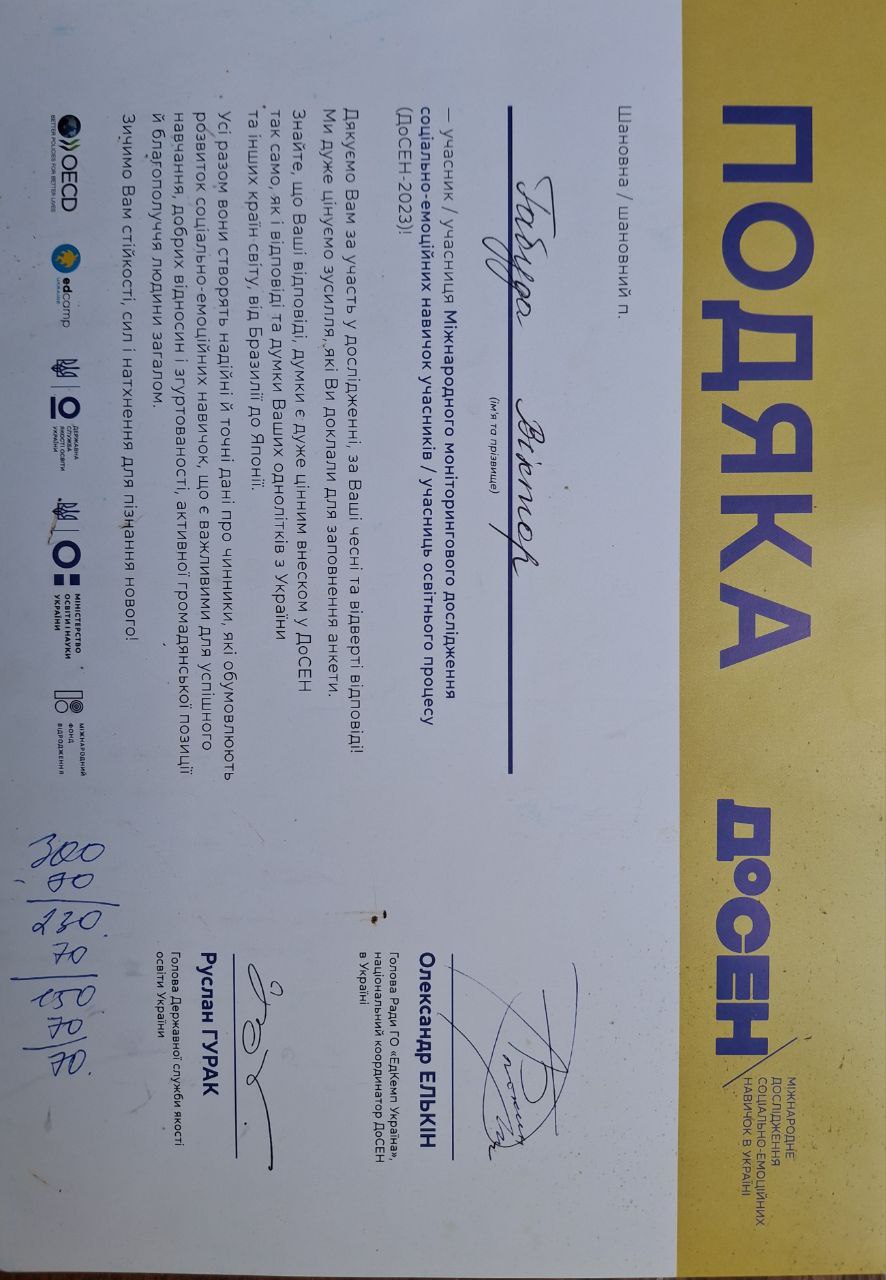 ПОДЯКА
ДОСЕН
МІЖНАРОДНЕ
ДОСЛІДЖЕННЯ
СОЦІАЛЬНО-ЕМОЦІЙНИХ
НАВИЧОК В УКРАЇНІ
Шановна / шановний п.
Габуда Віктор
(ім'я та прізвище)
— учасник / учасниця Міжнародного моніторингового дослідження
соціально-емоційних навичок учасників / учасниць освітнього процесу
(ДоСЕН-2023)!
Дякуємо Вам за участь у дослідженні, за Ваші чесні та відверті відповіді!
Ми дуже цінуємо зусилля, які Ви доклали для заповнення анкети.
Знайте, що Ваші відповіді, думки є дуже цінним внеском у ДоСЕН
так само, як і відповіді та думки Ваших однолітків з України
та інших країн світу, від Бразилії до Японії.
Усі разом вони створять надійні й точні дані про чинники, які обумовлюють
розвиток соціально-емоційних навичок, що є важливими для успішного
навчання, добрих відносин і згуртованості, активної громадянської позиції
й благополуччя людини загалом.
Зичимо Вам стійкості, сил і натхнення для пізнання нового!
Олександр ЕЛЬКІН
Голова Ради ГО «ЕдКемп Україна»,
національний координатор ДоСЕН
в Україні
Руслан ГУРАК
Голова Державної служби якості
освіти України
OECD
BETTER POLICIES FOR BETTER LIVES
edcamp
UKRAINE
ДЕРЖАВНА
СЛУЖБА
ЯКОСТІ ОСВІТИ
УКРАЇНИ
МІНІСТЕРСТВО
ОСВІТИ І НАУКИ
УКРАЇНИ
МІЖНАРОДНИЙ
ФОНД
ВІДРОДЖЕННЯ
300
- 70
230
70
150
70
70.